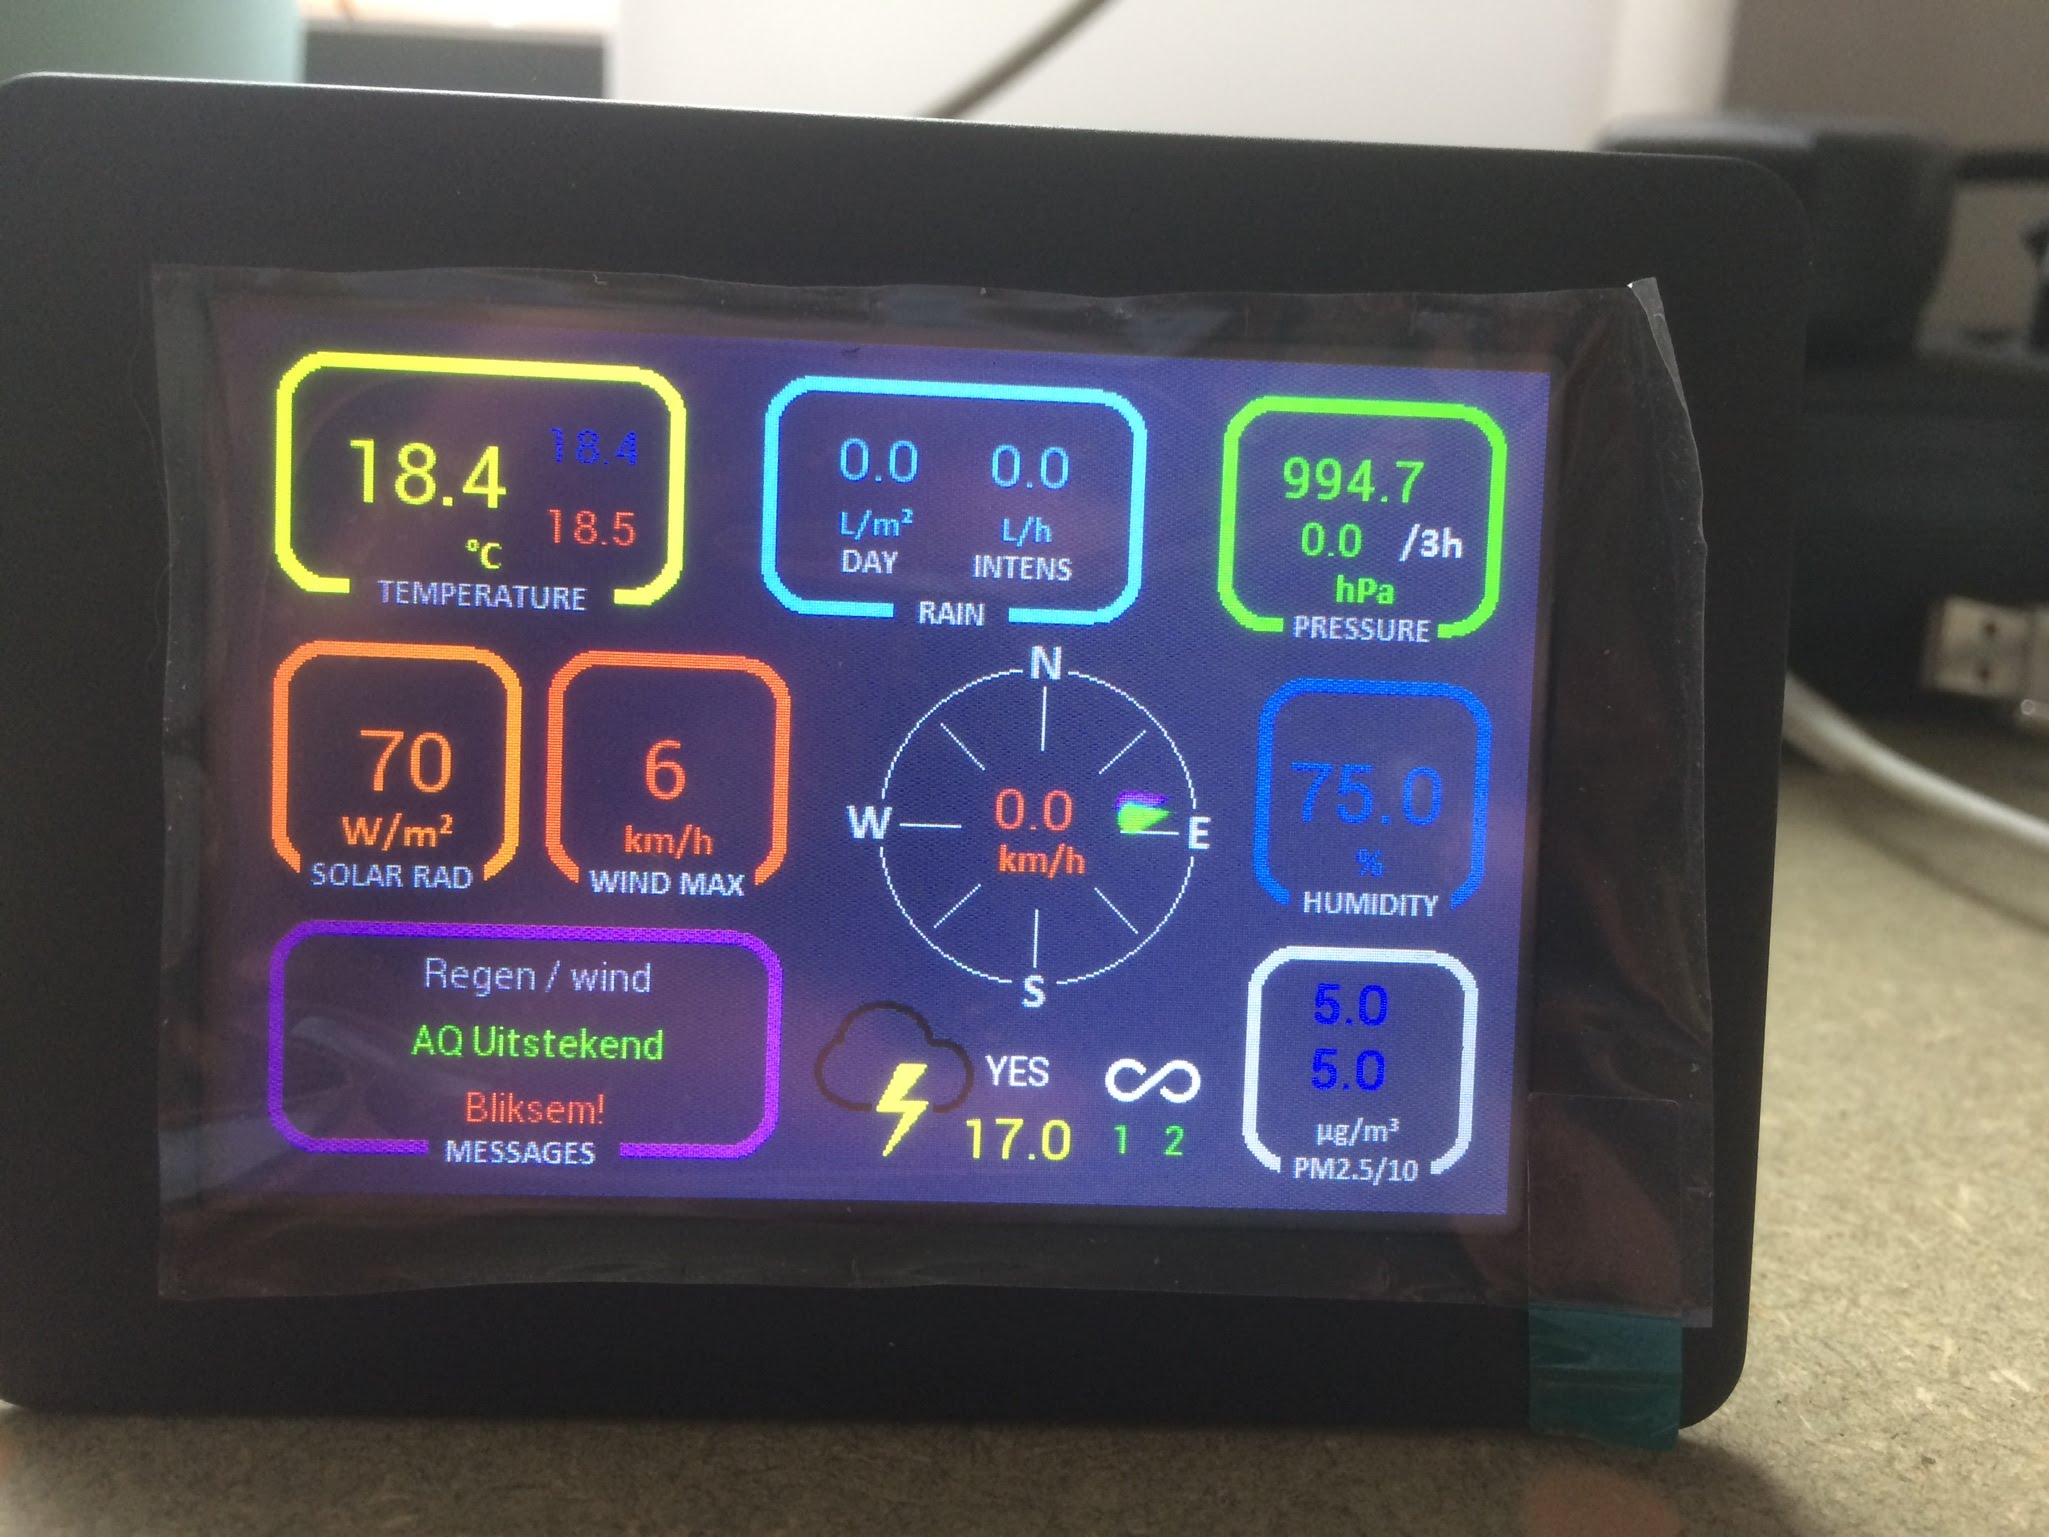 18.4 18.4
18.5
°C
TEMPERATURE
0.0 0.0
L/m² L/h
DAY INTENS
RAIN
994.7
0.0 /3h
hPa
PRESSURE
70
W/m²
SOLAR RAD
6
km/h
WIND MAX
N
W E
S
0.0
km/h
75.0
%
HUMIDITY
Regen / wind
AQ Uitstekend
Bliksem!
MESSAGES
YES
17.0
1 2
5.0
5.0
µg/m³
PM2.5/10